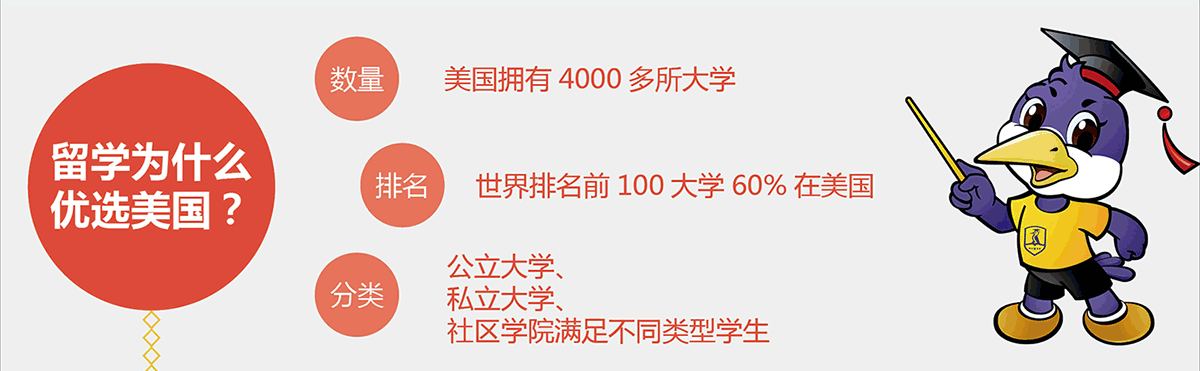 留学为什么
优选美国？
数量
美国拥有 4000 多所大学
排名
世界排名前 100 大学 60% 在美国
分类
公立大学、
私立大学、
社区学院满足不同类型学生